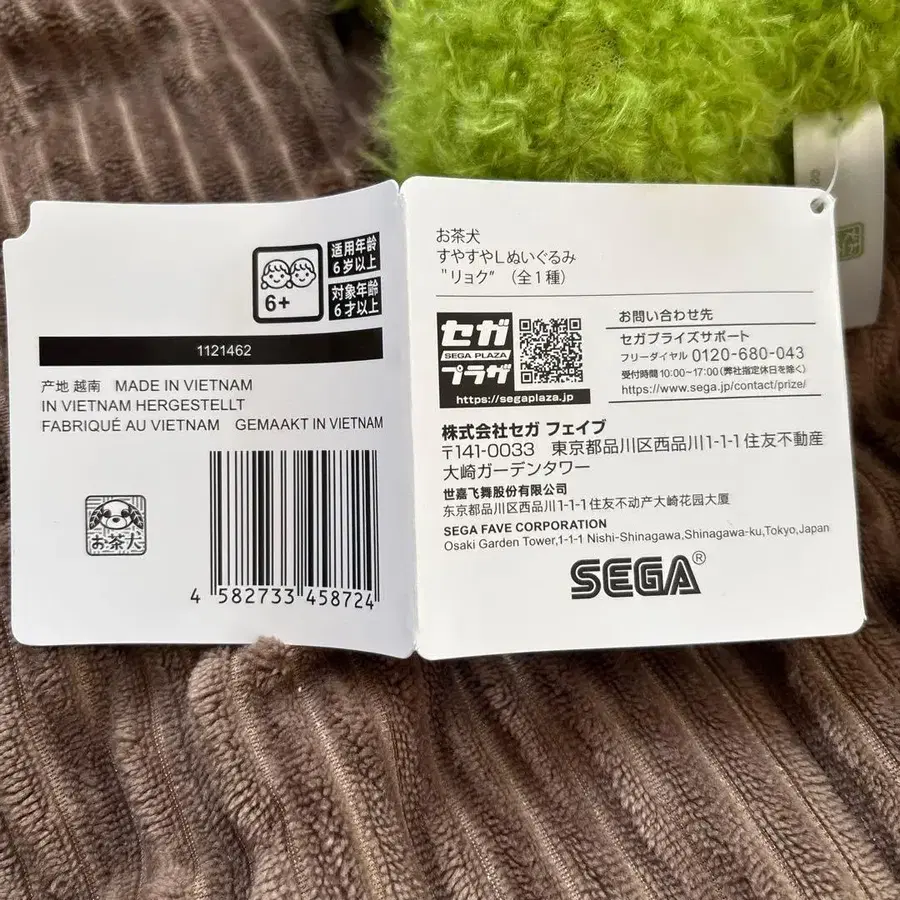 6+
适用年龄
6岁以上
対象年齢
6才以上
1121462
产地 越南 MADE IN VIETNAM
IN VIETNAM HERGESTELLT
FABRIQUÉ AU VIETNAM GEMAAKT IN VIETNAM
お茶犬
4 582733 458724
お茶犬
すやすやLぬいぐるみ
"リョク" (全1種)
セガ
SEGA PLAZA
プラザ
https://segaplaza.jp
お問い合わせ先
セガプライズサポート
フリーダイヤル 0120-680-043
受付時間 10:00~17:00(弊社指定休日を除く)
https://www.sega.jp/contact/prize/
株式会社セガ フェイブ
〒141-0033 東京都品川区西品川1-1-1住友不動産
大崎ガーデンタワー
世嘉飞舞股份有限公司
东京都品川区西品川1-1-1住友不动产大崎花园大厦
SEGA FAVE CORPORATION
Osaki Garden Tower,1-1-1 Nishi-Shinagawa,Shinagawa-ku,Tokyo,Japan
SEGA®